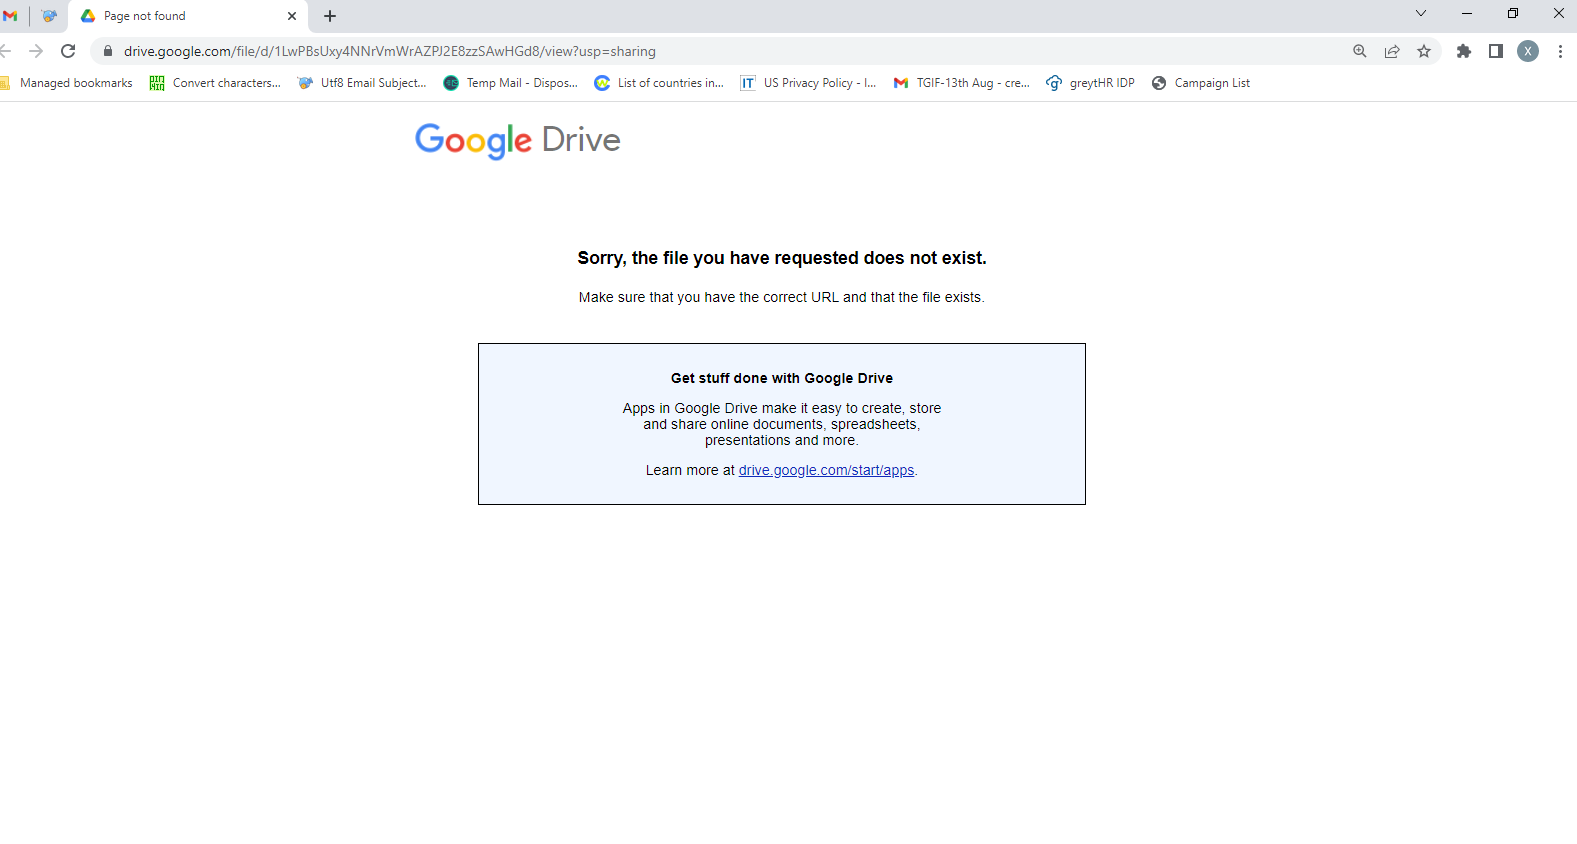 Page not found
drive.google.com/file/d/1LwPBsUxy4NNrVmWrAZPJ2E8zzSAwHGd8/view?usp=sharing
X
Managed bookmarks
Convert characters...
Utf8 Email Subject...
Temp Mail - Dispos...
List of countries in...
IT
US Privacy Policy - I...
TGIF-13th Aug - cre...
greytHR IDP
Campaign List
Google Drive
Sorry, the file you have requested does not exist.
Make sure that you have the correct URL and that the file exists.
Get stuff done with Google Drive
Apps in Google Drive make it easy to create, store
and share online documents, spreadsheets,
presentations and more.
Learn more at drive.google.com/start/apps.